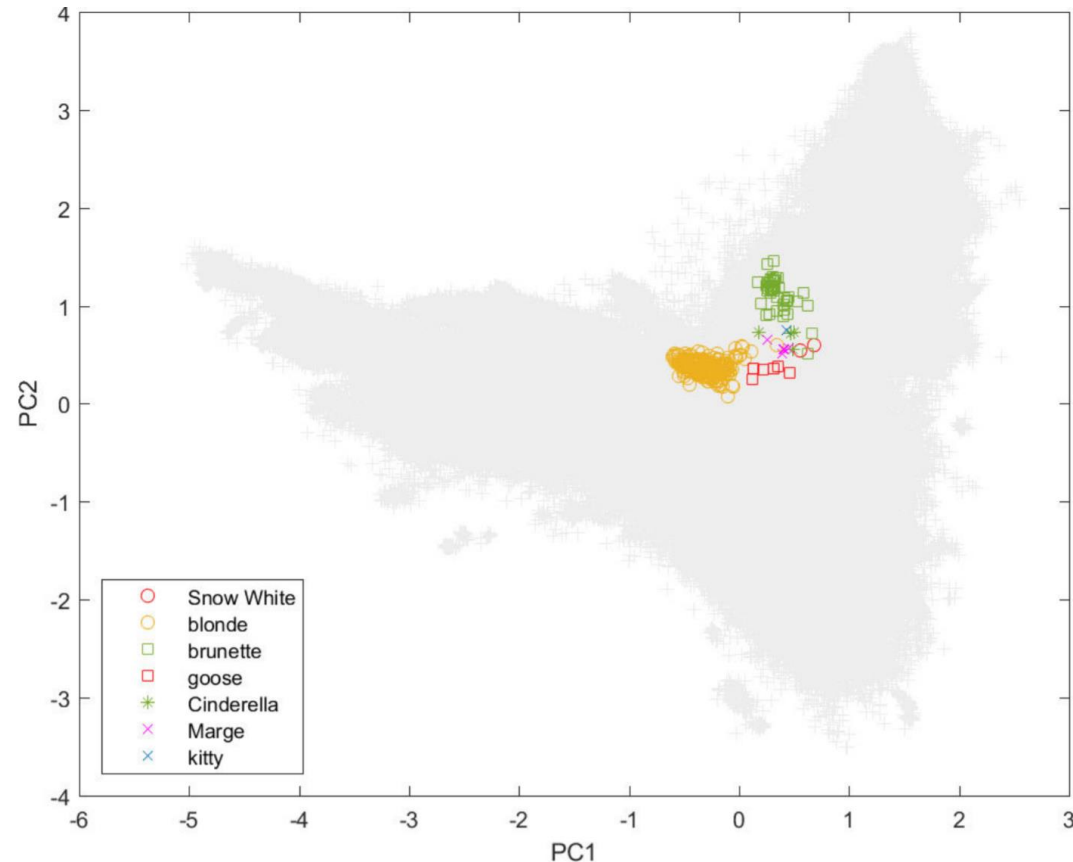 4
3
2
1
0
-1
-2
-3
-4
PC2
Snow White
blonde
brunette
goose
Cinderella
Marge
kitty
-6 -5 -4 -3 -2 -1 0 1 2 3
PC1